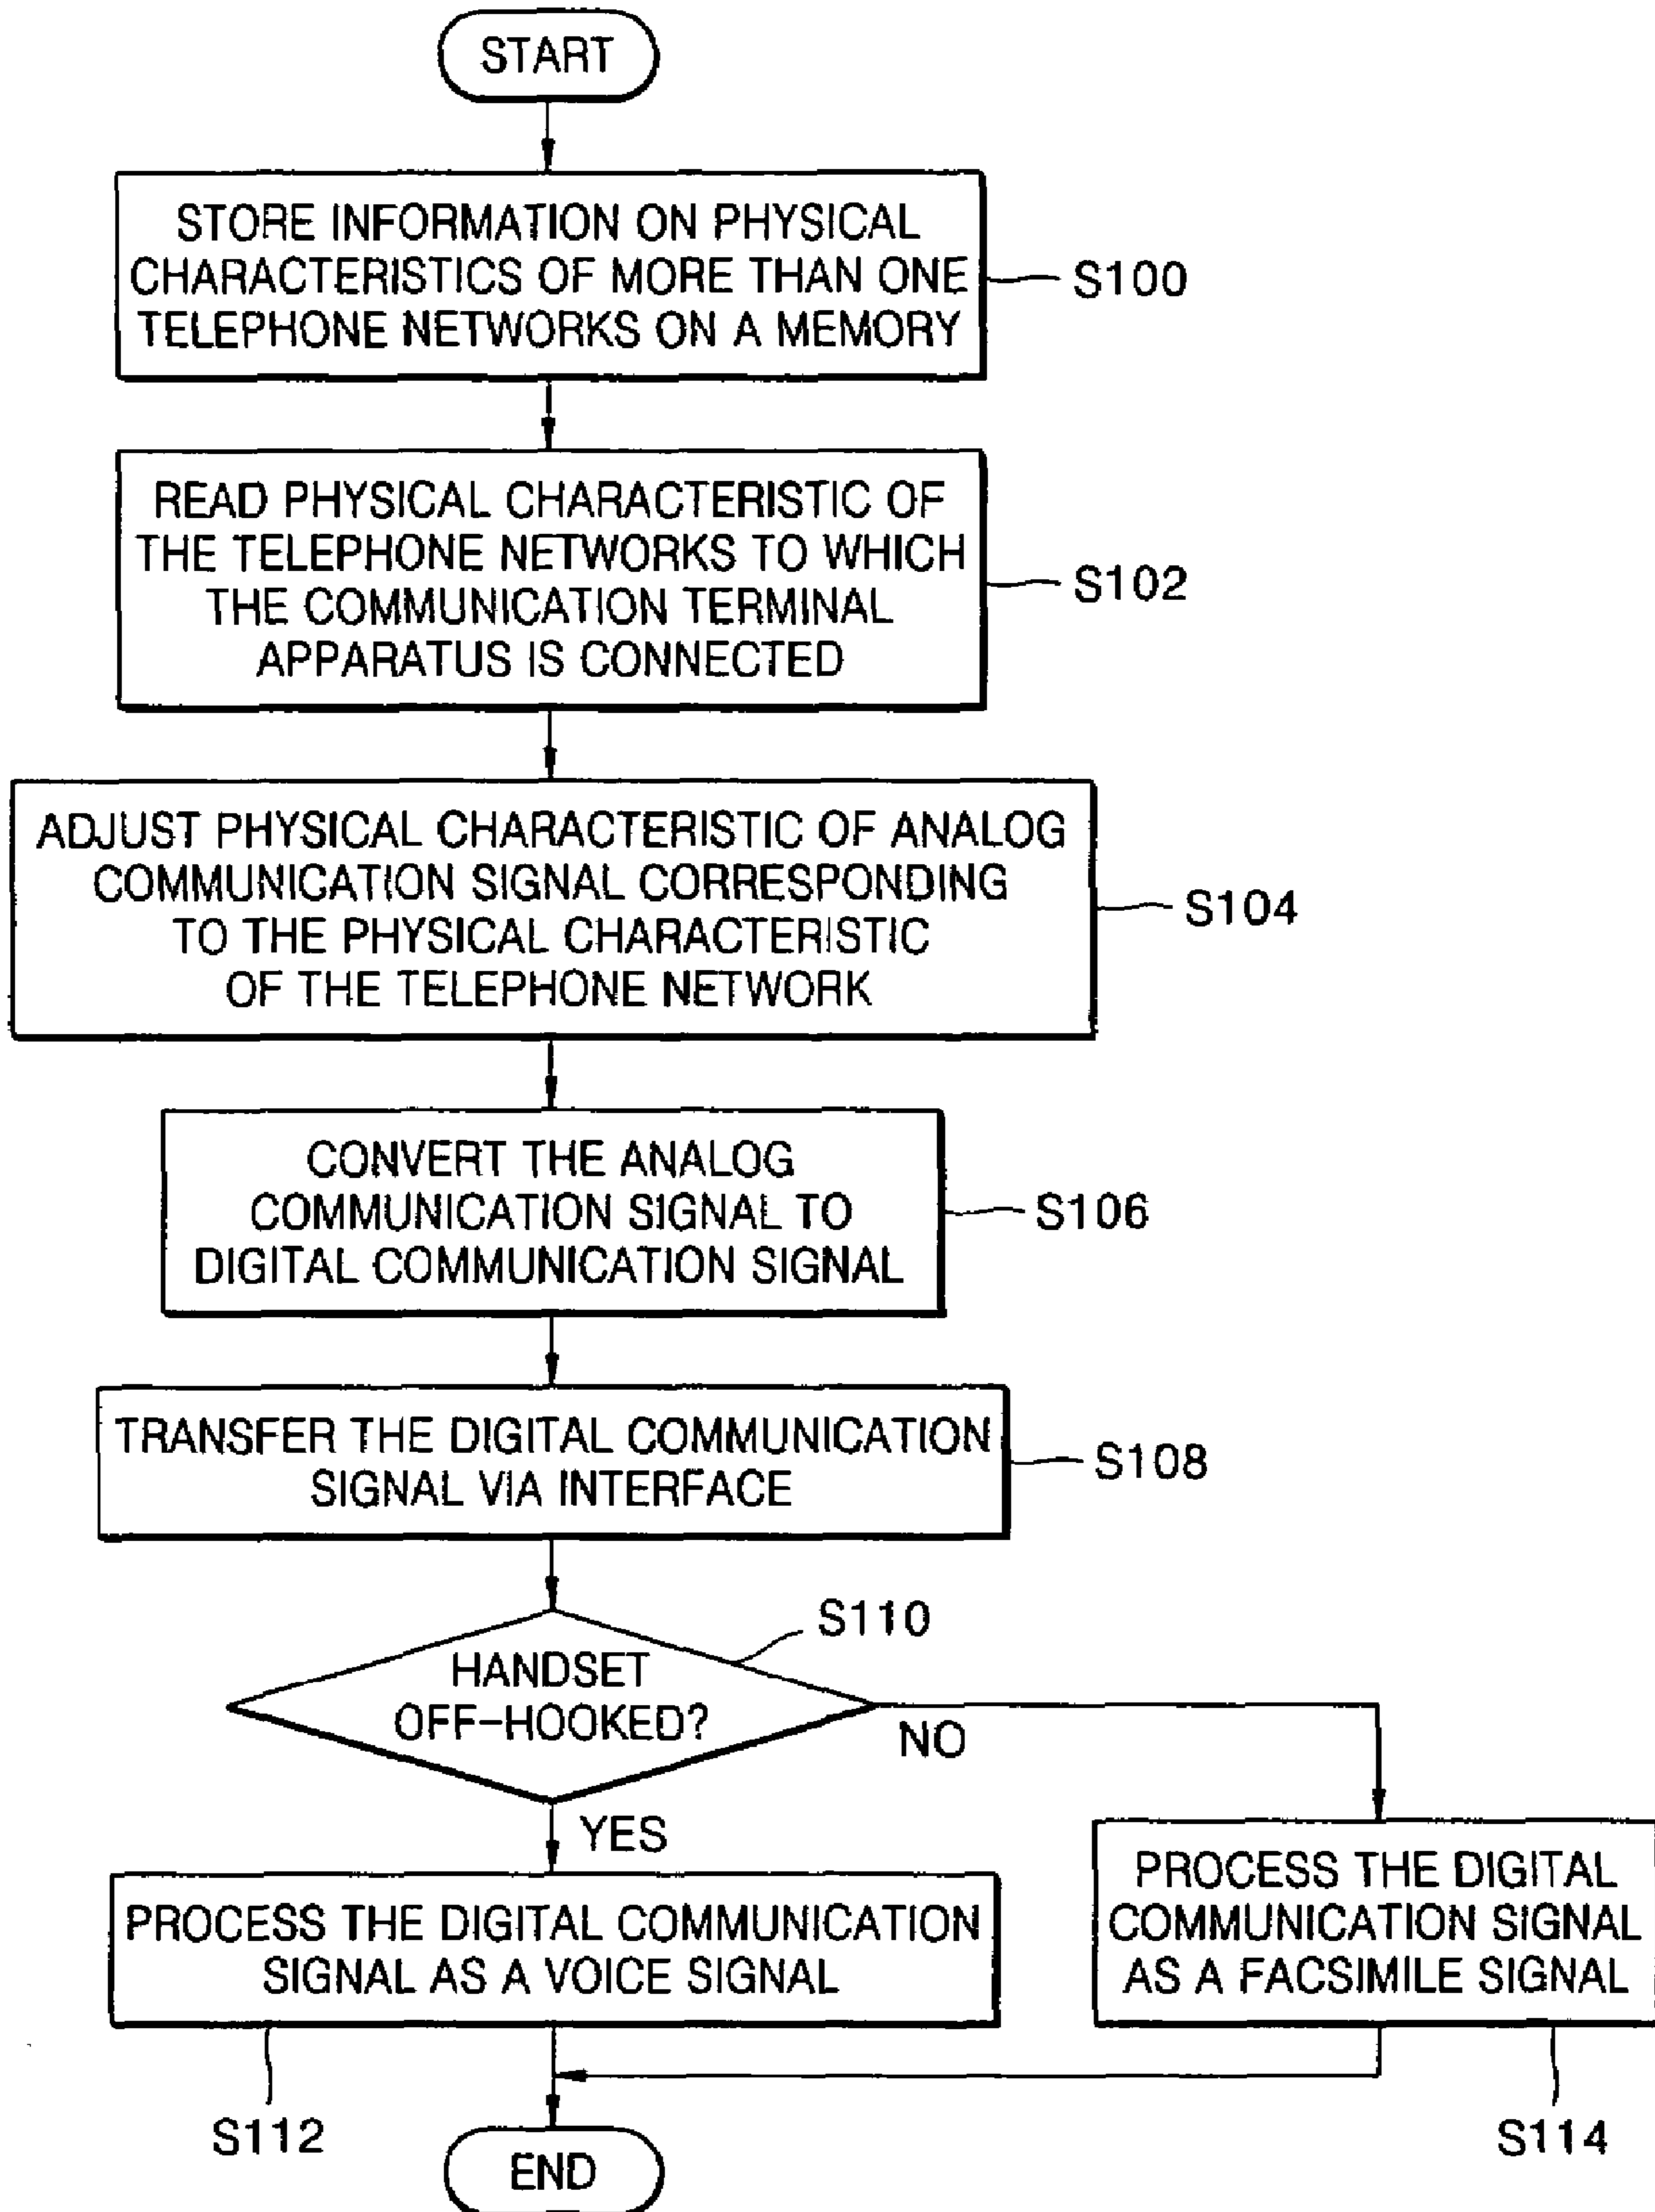 START
STORE INFORMATION ON PHYSICAL
CHARACTERISTICS OF MORE THAN ONE
TELEPHONE NETWORKS ON A MEMORY
S100
READ PHYSICAL CHARACTERISTIC OF
THE TELEPHONE NETWORKS TO WHICH
THE COMMUNICATION TERMINAL
APPARATUS IS CONNECTED
S102
ADJUST PHYSICAL CHARACTERISTIC OF ANALOG
COMMUNICATION SIGNAL CORRESPONDING
TO THE PHYSICAL CHARACTERISTIC
OF THE TELEPHONE NETWORK
S104
CONVERT THE ANALOG
COMMUNICATION SIGNAL TO
DIGITAL COMMUNICATION SIGNAL
S106
TRANSFER THE DIGITAL COMMUNICATION
SIGNAL VIA INTERFACE
S108
S110
HANDSET
OFF-HOOKED?
NO
YES
PROCESS THE DIGITAL COMMUNICATION
SIGNAL AS A VOICE SIGNAL
S112
PROCESS THE DIGITAL
COMMUNICATION SIGNAL
AS A FACSIMILE SIGNAL
S114
END